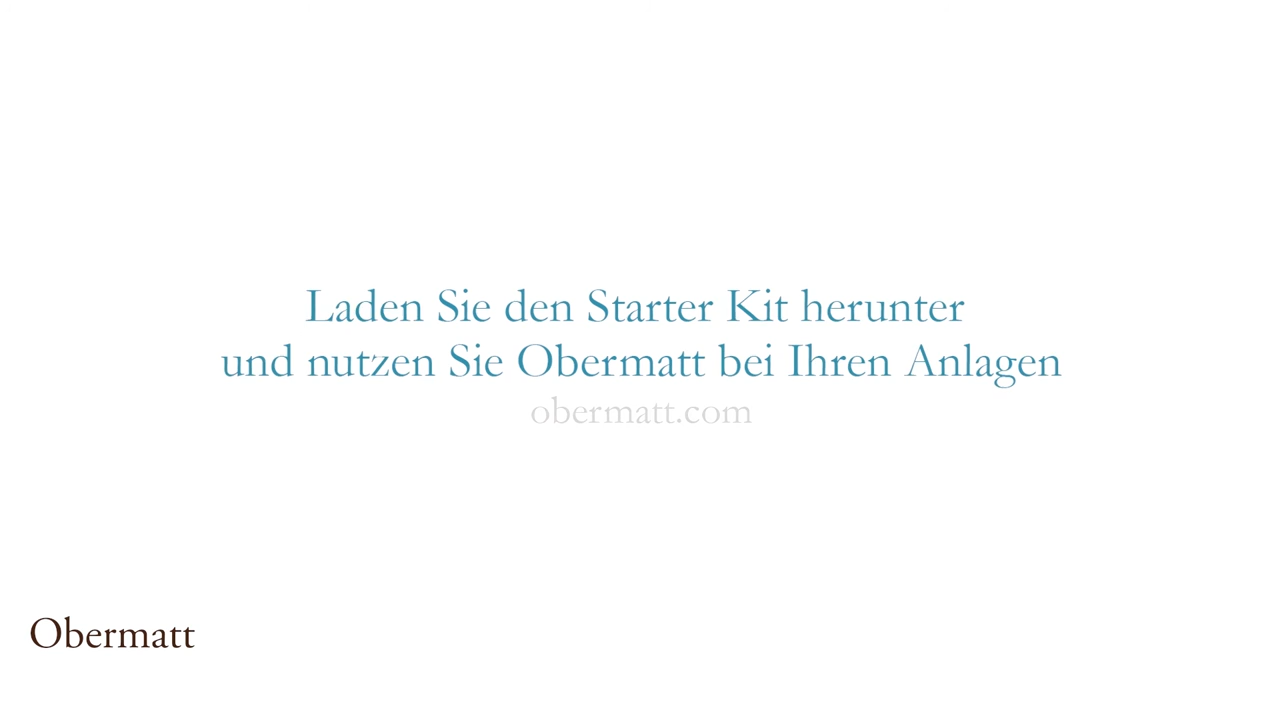 Laden Sie den Starter Kit herunter
und nutzen Sie Obermatt bei Ihren Anlagen
obermatt.com
Obermatt